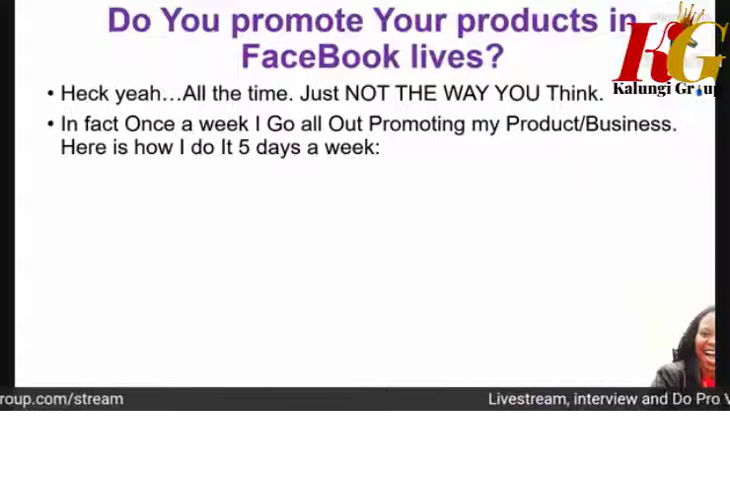 Do You promote Your products in
FaceBook lives?
KG
Kalungi Group
• Heck yeah...All the time. Just NOT THE WAY YOU Think.
• In fact Once a week I Go all Out Promoting my Product/Business.
Here is how I do It 5 days a week:
roup.com/stream
Livestream, interview and Do Pro V